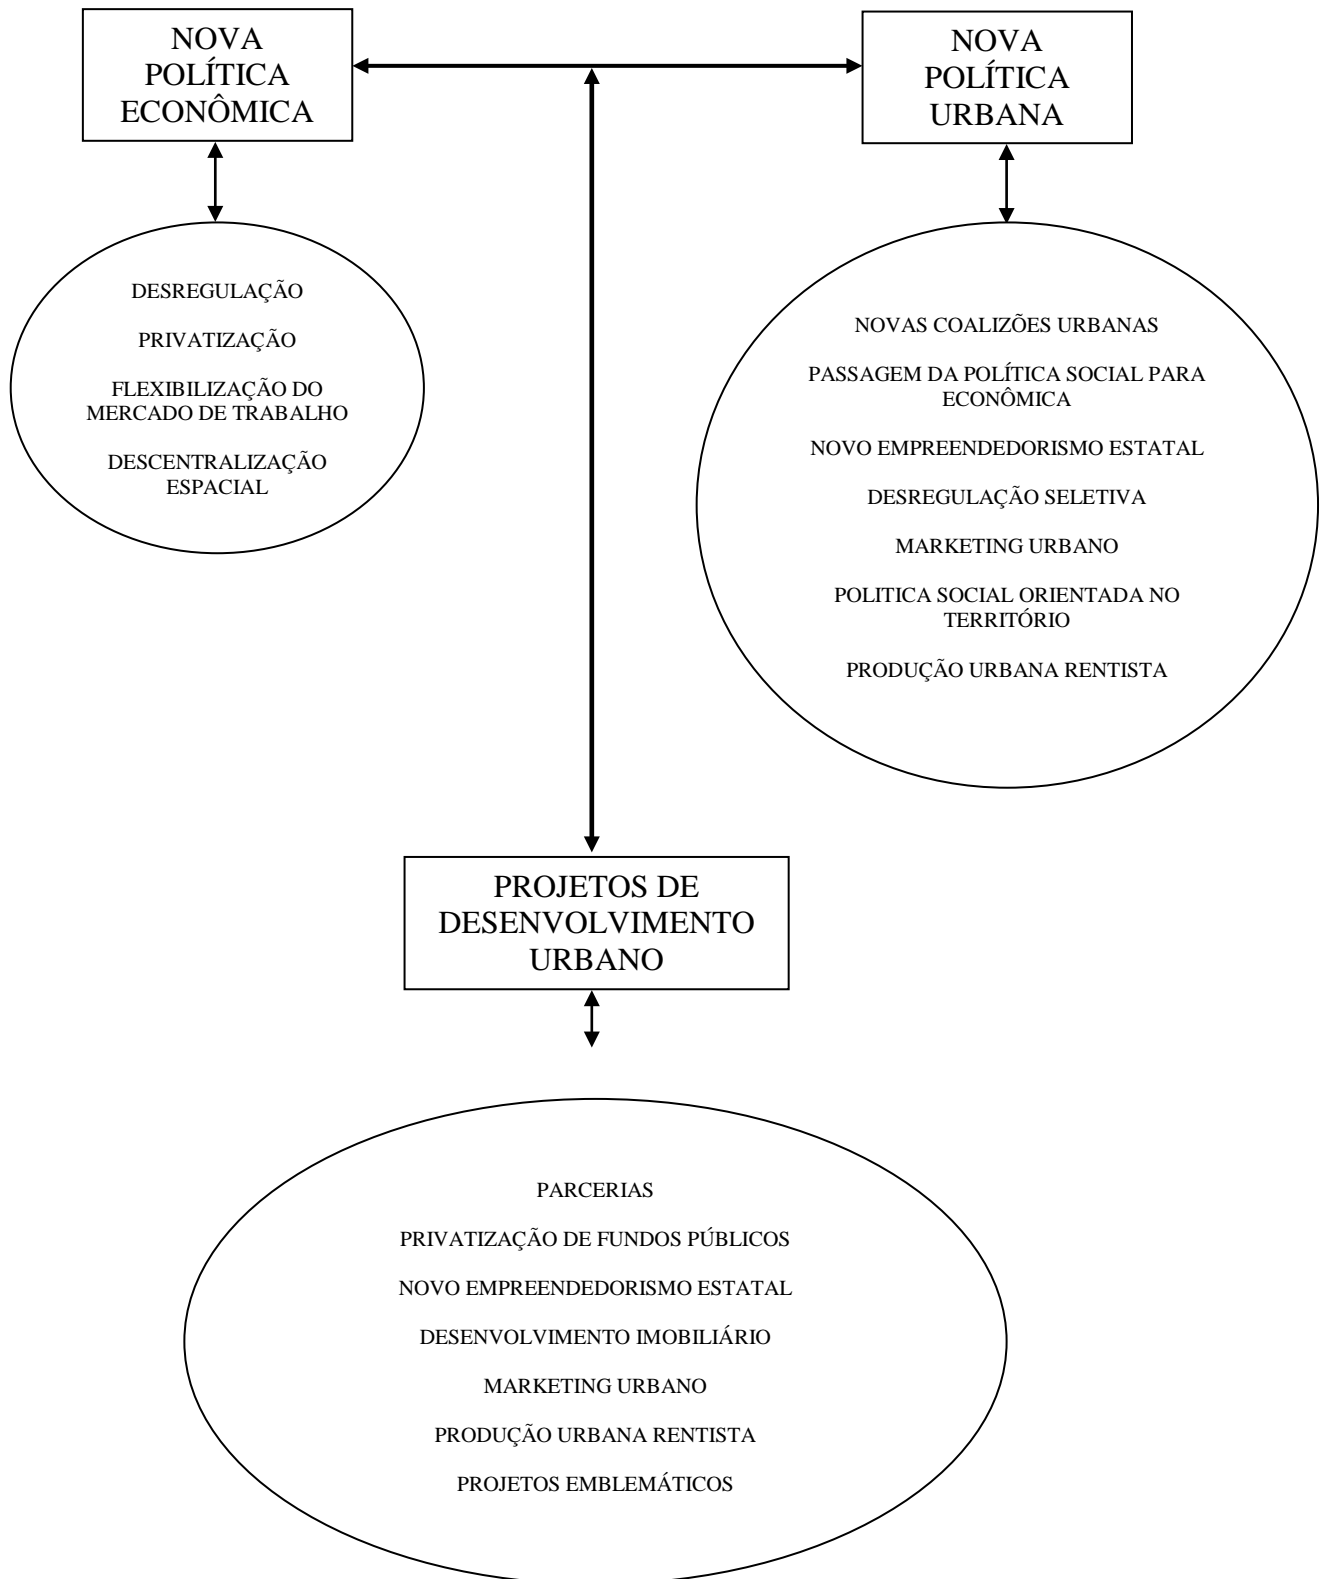 NOVA
POLÍTICA
ECONÔMICA
NOVA
POLÍTICA
URBANA
DESREGULAÇÃO
PRIVATIZAÇÃO
FLEXIBILIZAÇÃO DO
MERCADO DE TRABALHO
DESCENTRALIZAÇÃO
ESPACIAL
NOVAS COALIZÕES URBANAS
PASSAGEM DA POLÍTICA SOCIAL PARA
ECONÔMICA
NOVO EMPREENDEDORISMO ESTATAL
DESREGULAÇÃO SELETIVA
MARKETING URBANO
POLITICA SOCIAL ORIENTADA NO
TERRITÓRIO
PRODUÇÃO URBANA RENTISTA
PROJETOS DE
DESENVOLVIMENTO
URBANO
PARCERIAS
PRIVATIZAÇÃO DE FUNDOS PÚBLICOS
NOVO EMPREENDEDORISMO ESTATAL
DESENVOLVIMENTO IMOBILIÁRIO
MARKETING URBANO
PRODUÇÃO URBANA RENTISTA
PROJETOS EMBLEMÁTICOS